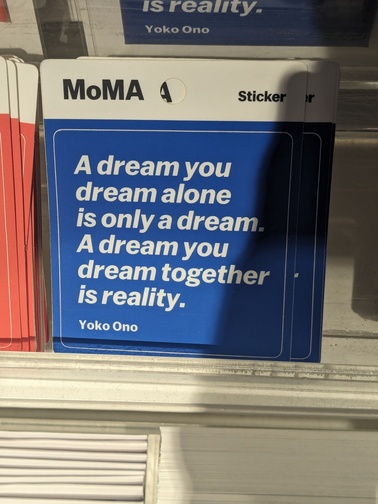 is reality.
Yoko Ono
MoMA A
Sticker
er
A dream you
dream alone
is only a dream.
A dream you
dream together
is reality.
Yoko Ono